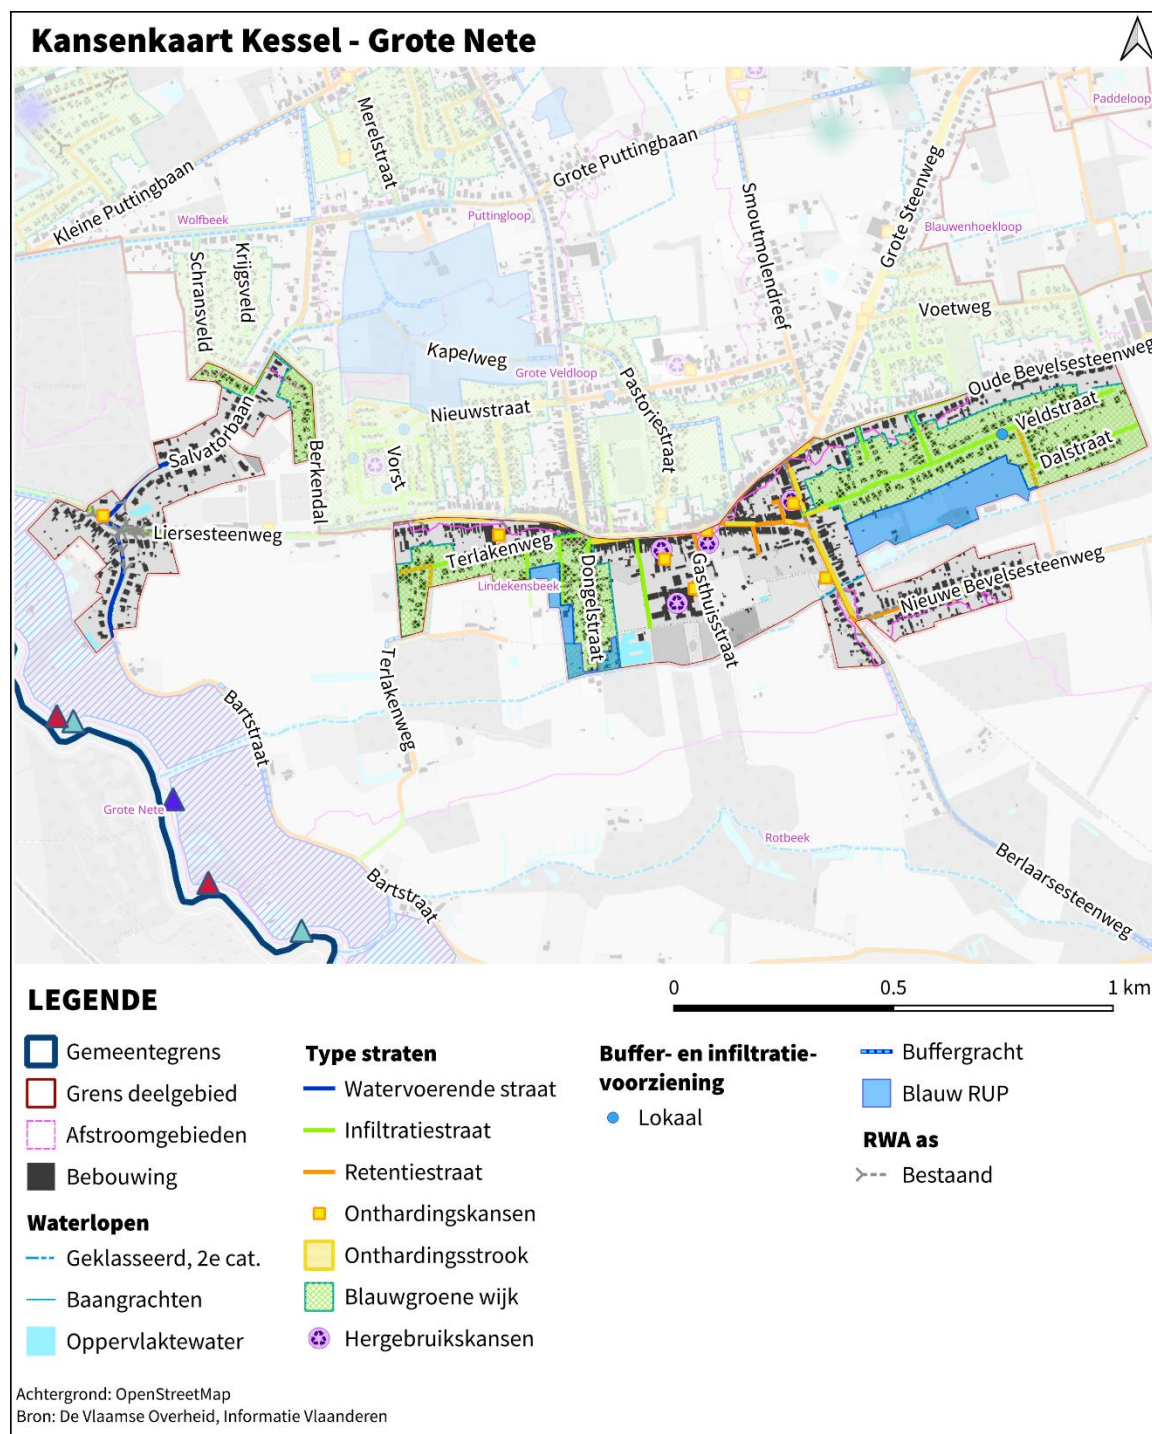 Kansenkaart Kessel - Grote Nete
Paddeloop
Merelstraat
Grote Puttingbaan
Kleine Puttingbaan
Wolfbeek
Puttingloop
Smoutmolendreef
Grote Steenweg
Blauwenhoekloop
Schransveld
Krijgsveld
Voetweg
Kapelweg
Grote Veldloop
Oude Bevelsesteenweg
Pastoriestraat
Nieuwstraat
Veldstraat
Salvatorbaan
Berkendal
Vorst
Dalstraat
Liersesteenweg
Terlakenweg
Lindekensbeek
Dongelstraat
Gasthuisstraat
Nieuwe Bevelsesteenweg
Terlakenweg
Bartstraat
Grote Nete
Rotbeek
Bartstraat
Berlaarsesteenweg
LEGENDE
0 0.5 1 km
Gemeentegrens
Grens deelgebied
Afstroomgebieden
Bebouwing
Waterlopen
Geklasseerd, 2e cat.
Baangrachten
Oppervlaktewater
Type straten
Watervoerende straat
Infiltratiestraat
Retentiestraat
Onthardingskansen
Onthardingsstrook
Blauwgroene wijk
Hergebruikskansen
Buffer- en infiltratie-
voorziening
Lokaal
Buffergracht
Blauw RUP
RWA as
Bestaand
Achtergrond: OpenStreetMap
Bron: De Vlaamse Overheid, Informatie Vlaanderen